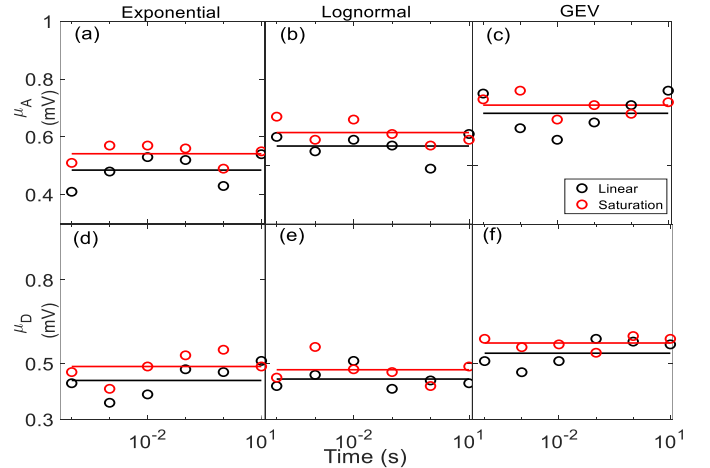 Exponential Lognormal GEV
(a) (b) (c)
1
0.8
0.6
0.4
μA (mV)
Linear
Saturation
(d) (e) (f)
0.8
0.5
0.3
μD (mV)
10-2 101 10-2 101 10-2 101
Time (s)